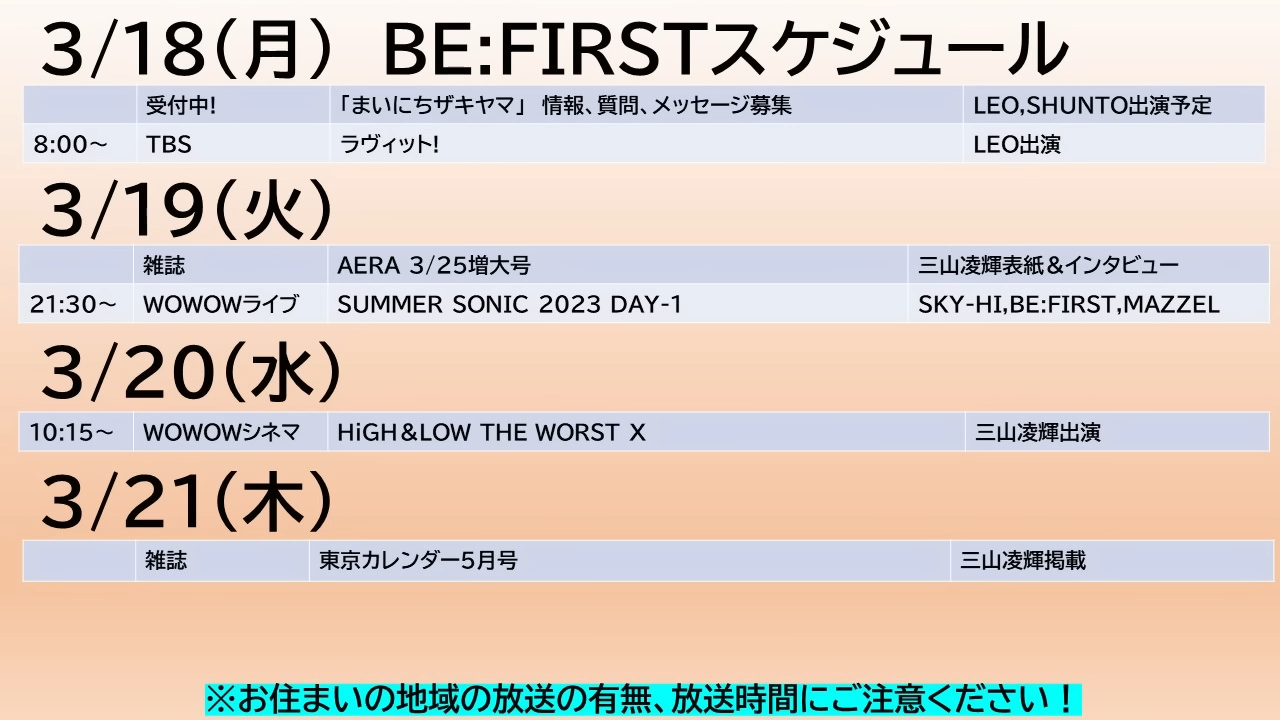 3/18(月) BE:FIRSTスケジュール
受付中! 「まいにちザキヤマ」 情報、質問、メッセージ募集 LEO,SHUNTO出演予定
8:00～ TBS ラヴィット! LEO出演
3/19(火)
雑誌 AERA 3/25増大号 三山凌輝表紙＆インタビュー
21:30～ WOWOWライブ SUMMER SONIC 2023 DAY-1 SKY-HI,BE:FIRST,MAZZEL
3/20(水)
10:15～ WOWOWシネマ HiGH＆LOW THE WORST X 三山凌輝出演
3/21(木)
雑誌 東京カレンダー5月号 三山凌輝掲載
※お住まいの地域の放送の有無、放送時間にご注意ください！